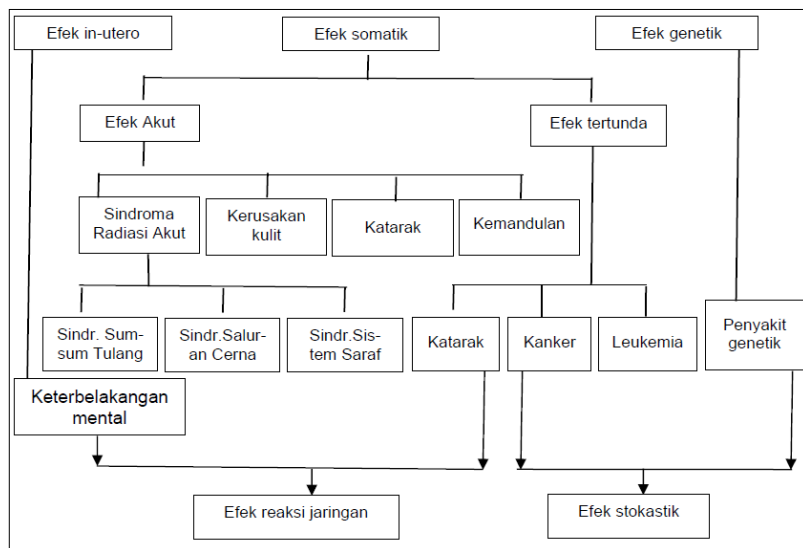 Efek in-utero
Efek somatik
Efek genetik
Efek Akut
Efek tertunda
Sindroma
Radiasi Akut
Kerusakan
kulit
Katarak
Kemandulan
Sindr. Sum-
sum Tulang
Sindr.Salur-
an Cerna
Sindr.Sis-
tem Saraf
Katarak
Kanker
Leukemia
Penyakit
genetik
Keterbelakangan
mental
Efek reaksi jaringan
Efek stokastik